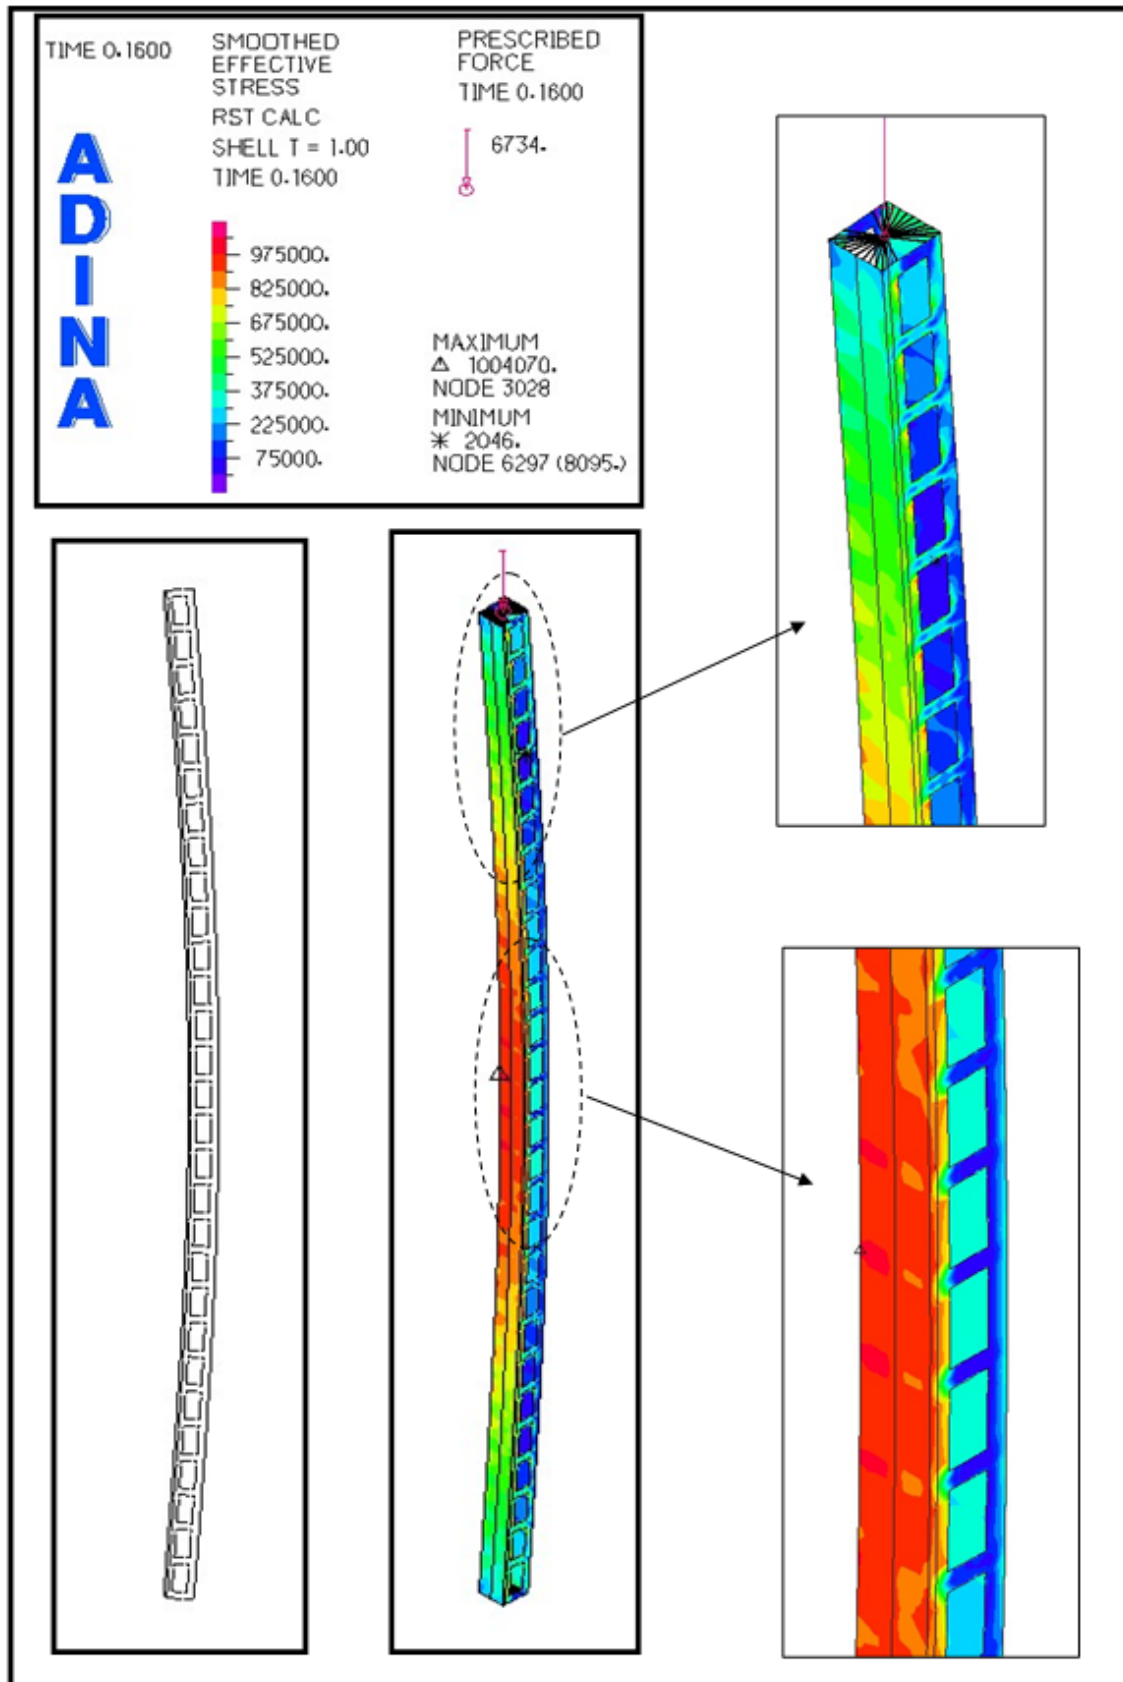 TIME 0.1600
SMOOTHED
EFFECTIVE
STRESS
RST CALC
SHELL T = 1.00
TIME 0.1600
PRESCRIBED
FORCE
TIME 0.1600
6734.
ADINA
975000.
825000.
675000.
525000.
375000.
225000.
75000.
MAXIMUM
△ 1004070.
NODE 3028
MINIMUM
✳ 2046.
NODE 6297 (8095.)